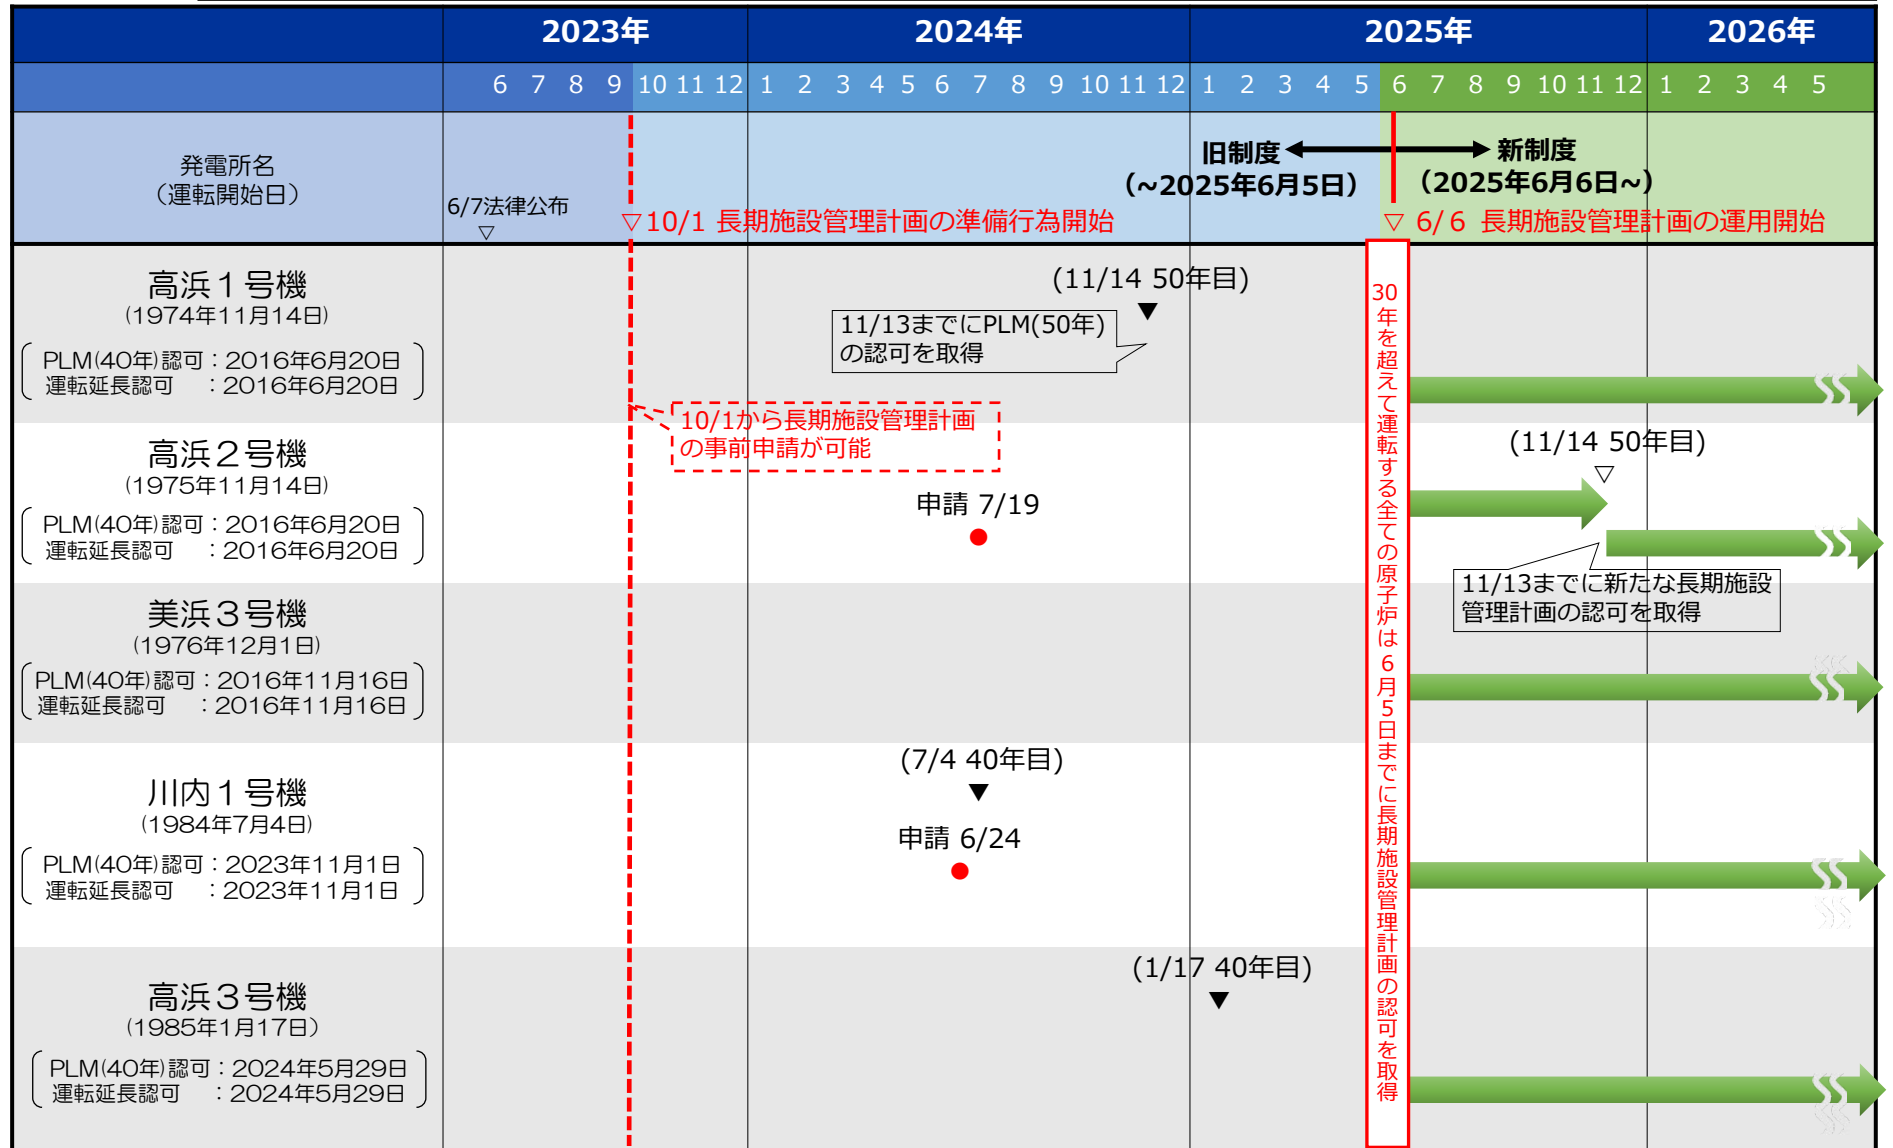 2023年 2024年 2025年 2026年
6 7 8 9 10 11 12 1 2 3 4 5 6 7 8 9 10 11 12 1 2 3 4 5 6 7 8 9 10 11 12 1 2 3 4 5
発電所名
（運転開始日）
6/7法律公布
▽
▽10/1 長期施設管理計画の準備行為開始
旧制度
(~2025年6月5日)
新制度
(2025年6月6日~)
▽ 6/6 長期施設管理計画の運用開始
30年を超えて運転する全ての原子炉は6月5日までに長期施設管理計画の認可を取得
10/1から長期施設管理計画
の事前申請が可能
高浜１号機
(1974年11月14日)
PLM(40年)認可：2016年6月20日
運転延長認可　：2016年6月20日
(11/14 50年目)
▼
11/13までにPLM(50年)
の認可を取得
高浜２号機
(1975年11月14日)
PLM(40年)認可：2016年6月20日
運転延長認可　：2016年6月20日
申請 7/19
(11/14 50年目)
▽
11/13までに新たな長期施設
管理計画の認可を取得
美浜３号機
(1976年12月1日)
PLM(40年)認可：2016年11月16日
運転延長認可　：2016年11月16日
川内１号機
(1984年7月4日)
PLM(40年)認可：2023年11月1日
運転延長認可　：2023年11月1日
(7/4 40年目)
▼
申請 6/24
高浜３号機
(1985年1月17日）
PLM(40年)認可：2024年5月29日
運転延長認可　：2024年5月29日
(1/17 40年目)
▼